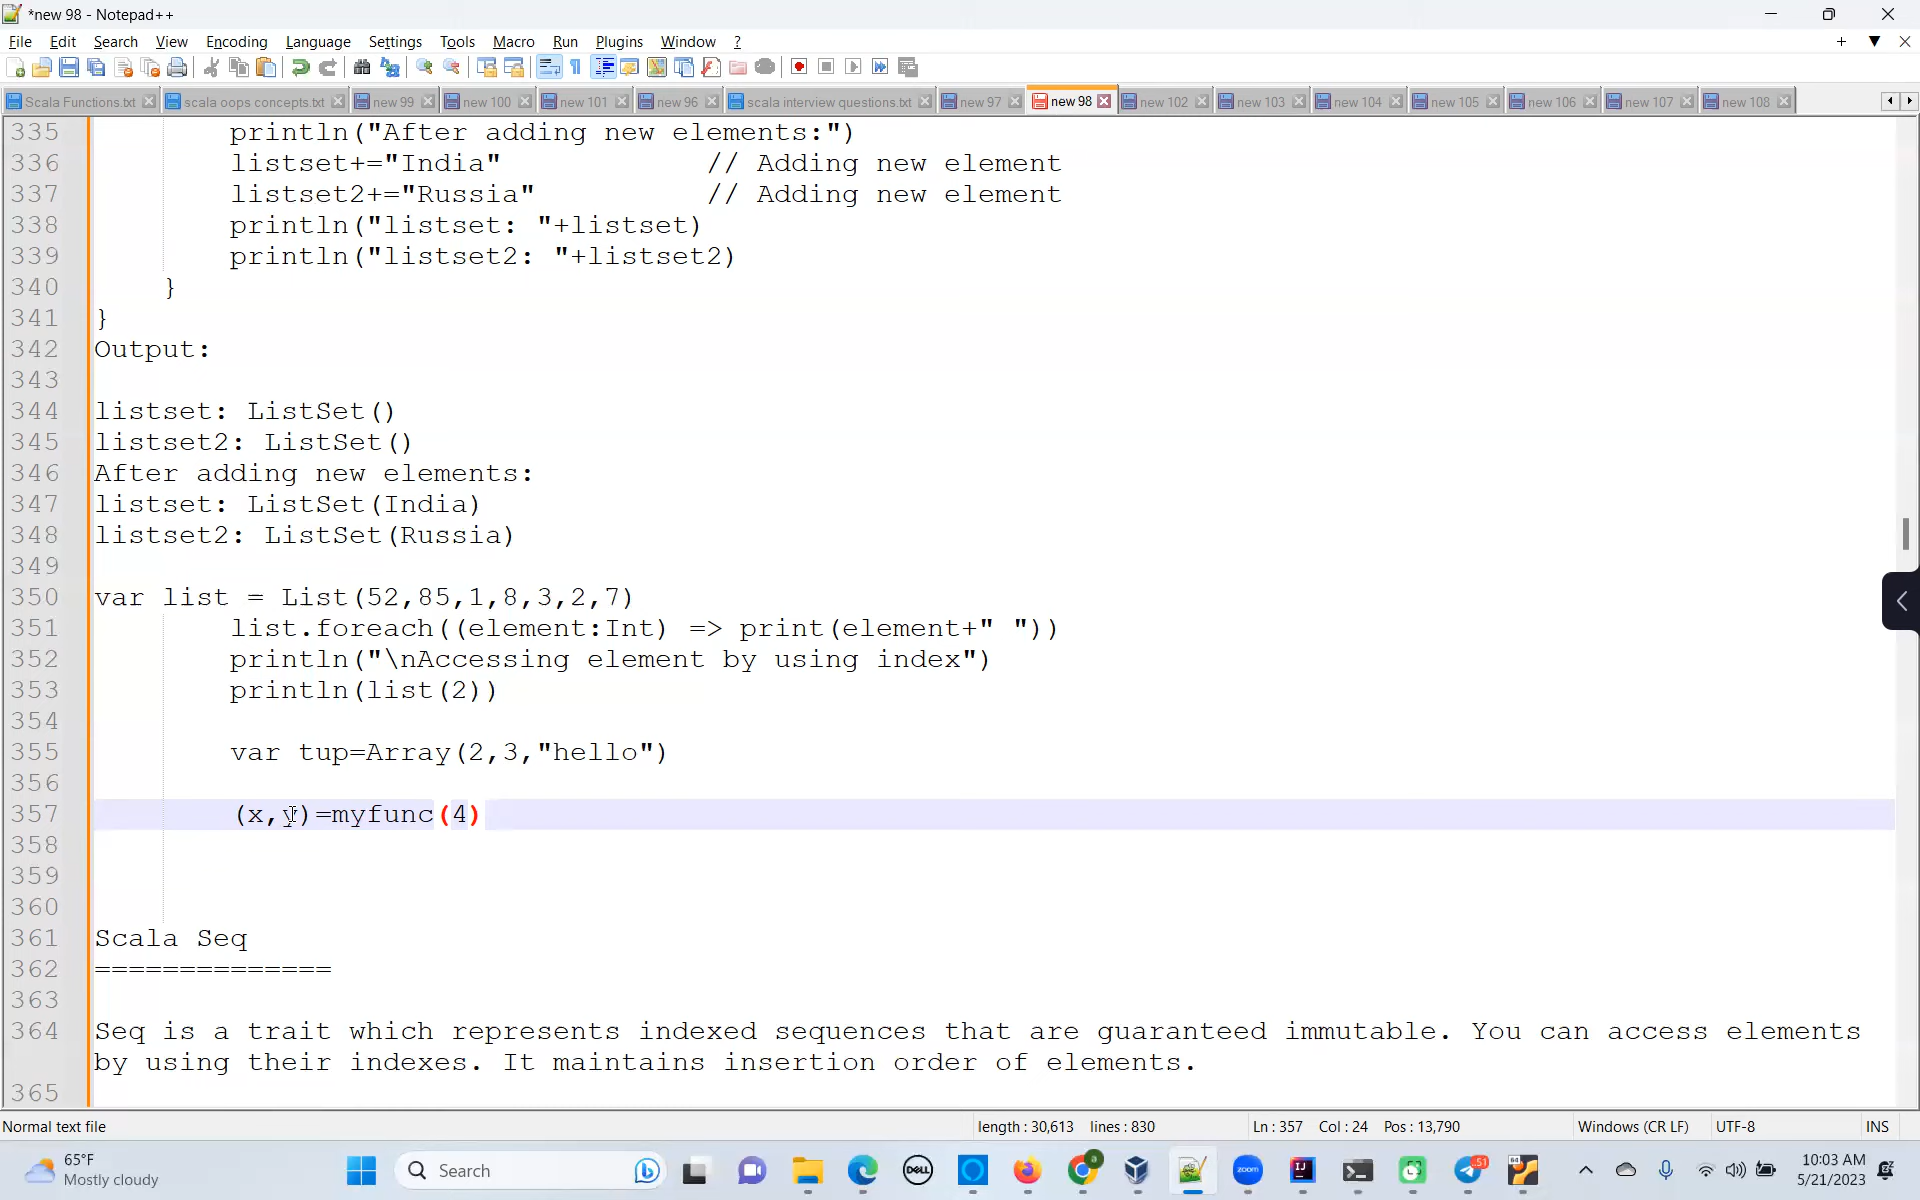 *new 98 - Notepad++
File Edit Search View Encoding Language Settings Tools Macro Run Plugins Window ?
Scala Functions.txt scala oops concepts.txt new 99 new 100 new 101 new 96 scala interview questions.txt new 97 new 98 new 102 new 103 new 104 new 105 new 106 new 107 new 108
335 println("After adding new elements:")
336 listset+="India" // Adding new element
337 listset2+="Russia" // Adding new element
338 println("listset: "+listset)
339 println("listset2: "+listset2)
340 }
341 }
342 Output:
343
344 listset: ListSet()
345 listset2: ListSet()
346 After adding new elements:
347 listset: ListSet(India)
348 listset2: ListSet(Russia)
349
350 var list = List(52,85,1,8,3,2,7)
351 list.foreach((element:Int) => print(element+" "))
352 println("\nAccessing element by using index")
353 println(list(2))
354
355 var tup=Array(2,3,"hello")
356
357 (x,y)=myfunc(4)
358
359
360
361 Scala Seq
362 ==============
363
364 Seq is a trait which represents indexed sequences that are guaranteed immutable. You can access elements
by using their indexes. It maintains insertion order of elements.
365
Normal text file length : 30,613 lines : 830 Ln : 357 Col : 24 Pos : 13,790 Windows (CR LF) UTF-8 INS
65°F
Mostly cloudy
Search
DELL
zoom
IJ
51
10:03 AM
5/21/2023